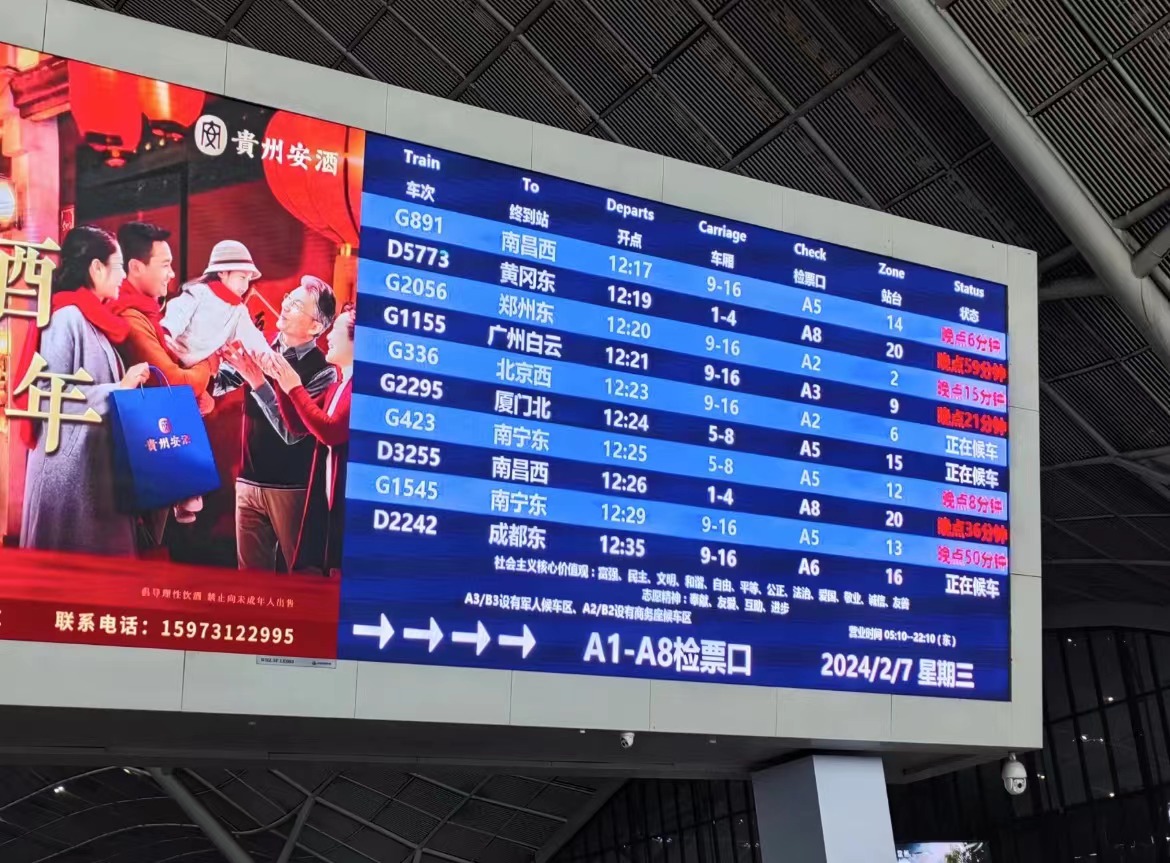 貴州安酒
酒
年
貴州安酒
倡导理性饮酒 禁止向未成年人出售
联系电话：15973122995
Train To Departs Carriage Check Zone Status
车次 终到站 开点 车厢 检票口 站台 状态
G891 南昌西 12:17 9-16 A5 14 晚点6分钟
D5773 黄冈东 12:19 1-4 A8 20 晚点59分钟
G2056 郑州东 12:20 9-16 A2 2 晚点15分钟
G1155 广州白云 12:21 9-16 A3 9 晚点21分钟
G336 北京西 12:23 9-16 A2 6 正在候车
G2295 厦门北 12:24 5-8 A5 15 正在候车
G423 南宁东 12:25 5-8 A5 12 晚点8分钟
D3255 南昌西 12:26 1-4 A8 20 晚点36分钟
G1545 南宁东 12:29 9-16 A5 13 晚点50分钟
D2242 成都东 12:35 9-16 A6 16 正在候车
社会主义核心价值观：富强、民主、文明、和谐、自由、平等、公正、法治、爱国、敬业、诚信、友善
志愿精神：奉献、友爱、互助、进步
A3/B3设有军人候车区、A2/B2设有商务座候车区
营业时间 05:10--22:10（东）
→→→→ A1-A8检票口 2024/2/7 星期三